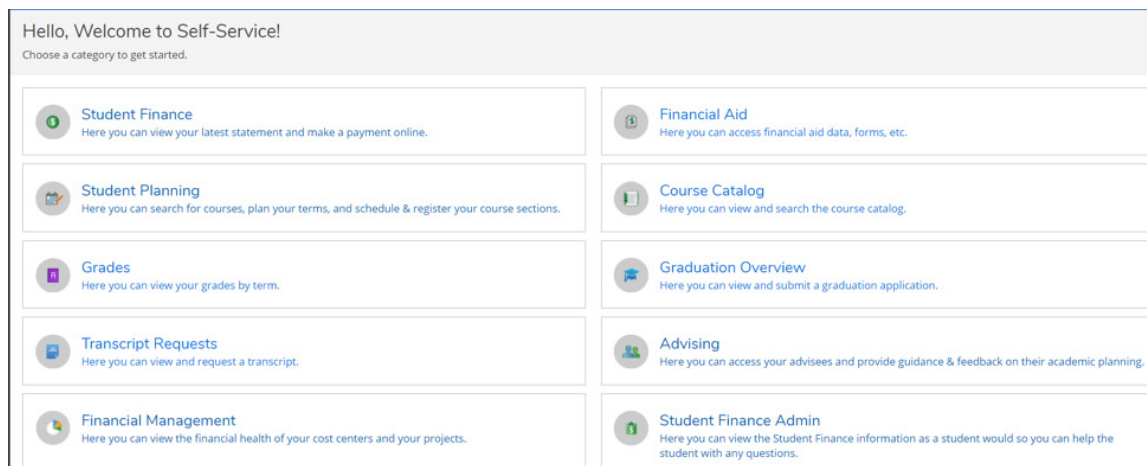 Hello, Welcome to Self-Service!
Choose a category to get started.
Student Finance
Here you can view your latest statement and make a payment online.
Financial Aid
Here you can access financial aid data, forms, etc.
Student Planning
Here you can search for courses, plan your terms, and schedule & register your course sections.
Course Catalog
Here you can view and search the course catalog.
Grades
Here you can view your grades by term.
Graduation Overview
Here you can view and submit a graduation application.
Transcript Requests
Here you can view and request a transcript.
Advising
Here you can access your advisees and provide guidance & feedback on their academic planning.
Financial Management
Here you can view the financial health of your cost centers and your projects.
Student Finance Admin
Here you can view the Student Finance information as a student would so you can help the
student with any questions.